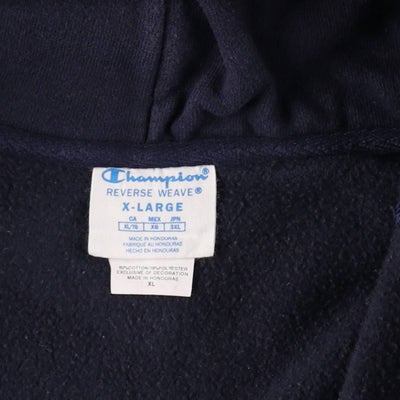 Champion
REVERSE WEAVE®
X-LARGE
CA MEX JPN
XL/TG XG 3XL
MADE IN HONDURAS
FABRIQUÉ AU HONDURAS
HECHO EN HONDURAS
EXCLUSIVE OF DECORATION
MADE IN HONDURAS
XL